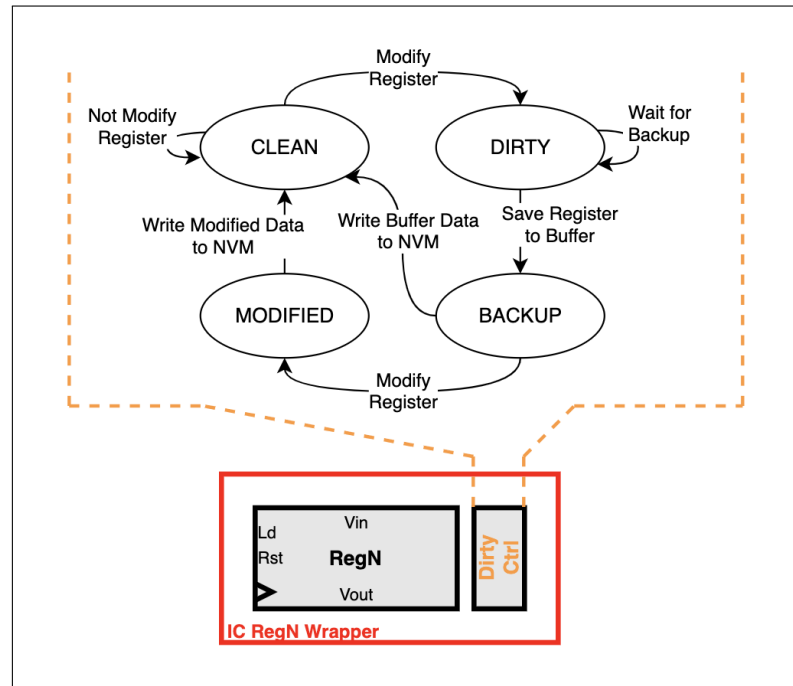 Modify
Register
Not Modify
Register
CLEAN
DIRTY
Wait for
Backup
Write Modified Data
to NVM
Write Buffer Data
to NVM
Save Register
to Buffer
MODIFIED
BACKUP
Modify
Register
Ld
Rst
Vin
RegN
Vout
Dirty
Ctrl
IC RegN Wrapper